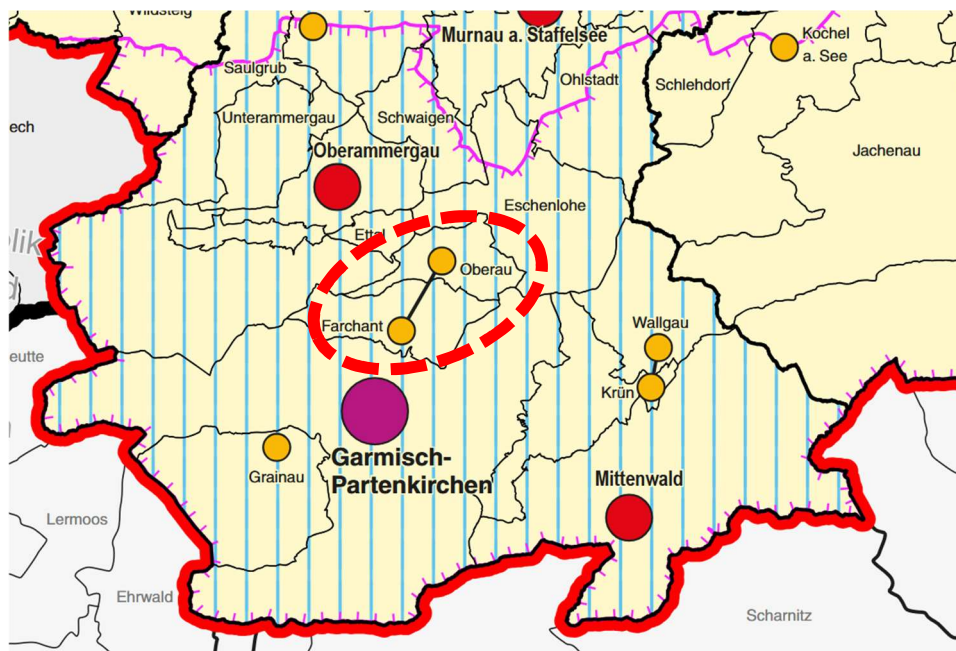 Wildsteig
Murnau a. Staffelsee
Kochel
a. See
Saulgrub
Ohlstadt
Schlehdorf
Unterammergau
Schwaigen
ech
Jachenau
Oberammergau
Eschenlohe
Ettal
lik
d
Oberau
Farchant
Wallgau
eutte
Krün
Garmisch-
Partenkirchen
Grainau
Mittenwald
Lermoos
Ehrwald
Scharnitz